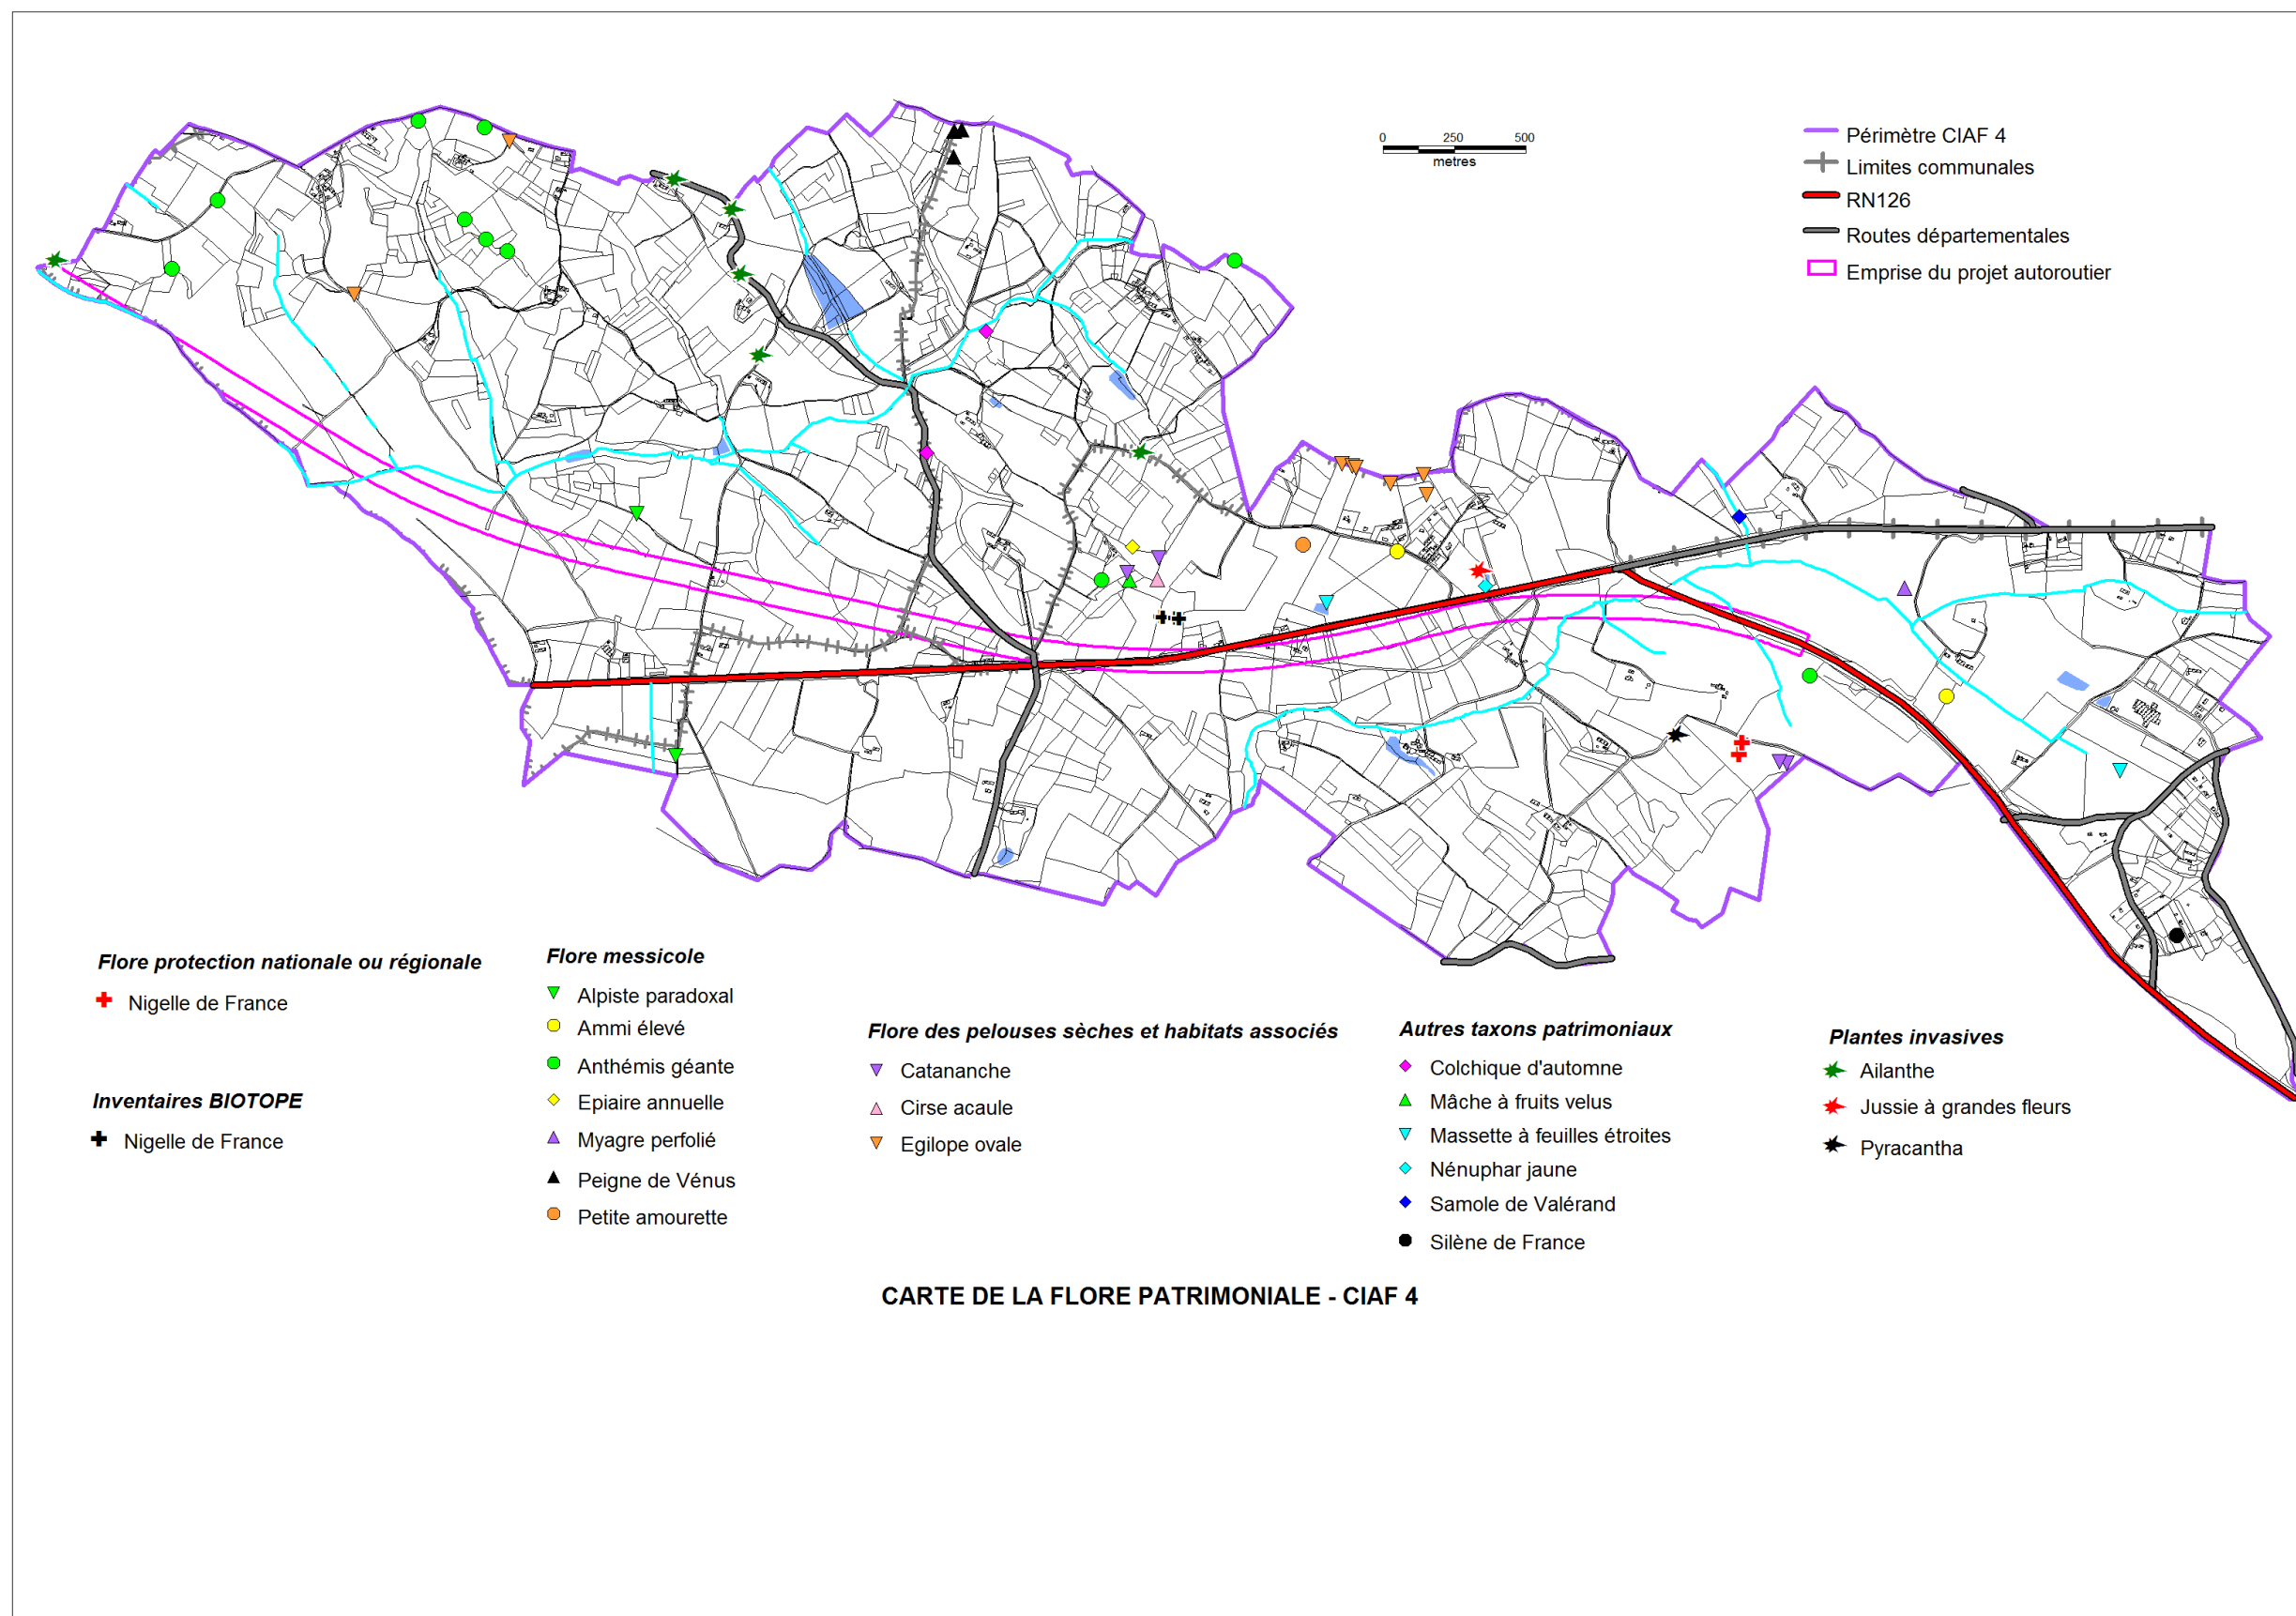 0 250 500
metres
Périmètre CIAF 4
Limites communales
RN126
Routes départementales
Emprise du projet autoroutier
Flore protection nationale ou régionale
Nigelle de France
Inventaires BIOTOPE
Nigelle de France
Flore messicole
Alpiste paradoxal
Ammi élevé
Anthémis géante
Epiaire annuelle
Myagre perfolié
Peigne de Vénus
Petite amourette
Flore des pelouses sèches et habitats associés
Catananche
Cirse acaule
Egilope ovale
Autres taxons patrimoniaux
Colchique d'automne
Mâche à fruits velus
Massette à feuilles étroites
Nénuphar jaune
Samole de Valérand
Silène de France
Plantes invasives
Ailanthe
Jussie à grandes fleurs
Pyracantha
CARTE DE LA FLORE PATRIMONIALE - CIAF 4